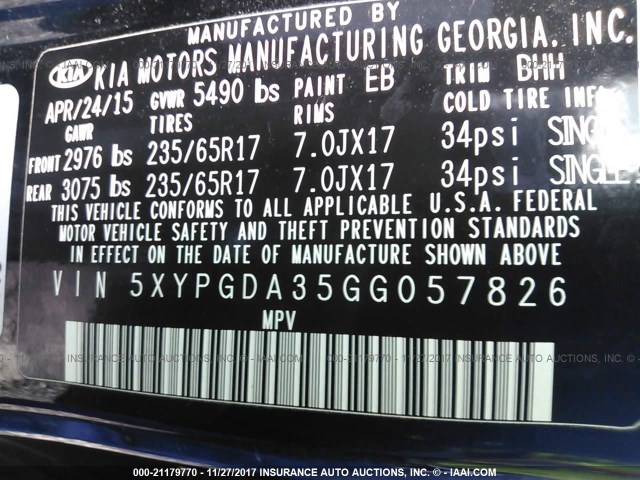 MANUFACTURED BY
KIA KIA MOTORS MANUFACTURING GEORGIA, INC.
APR/24/15 GVWR 5490 lbs PAINT EB TRIM BHH
GAWR TIRES RIMS COLD TIRE INF
FRONT 2976 lbs 235/65R17 7.0JX17 34psi SINGLE
REAR 3075 lbs 235/65R17 7.0JX17 34psi SINGLE
THIS VEHICLE CONFORMS TO ALL APPLICABLE U.S.A. FEDERAL
MOTOR VEHICLE SAFETY AND THEFT PREVENTION STANDARDS
IN EFFECT ON THE DATE OF MANUFACTURE SHOWN ABOVE
VIN 5XYPGDA35GG057826
MPV
000-21179770 - 11/27/2017 INSURANCE AUTO AUCTIONS, INC. © - IAAI.COM